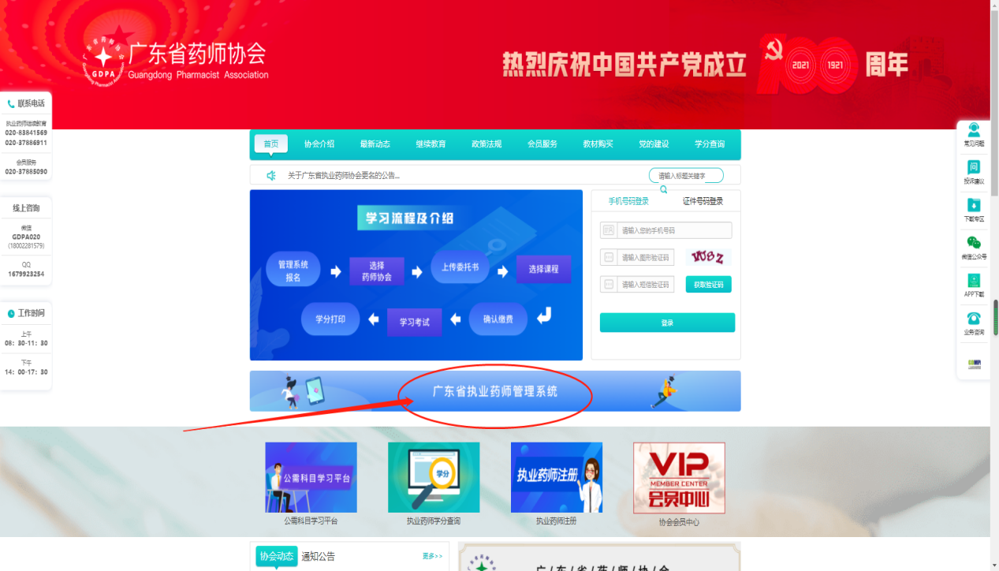 广东省药师协会
GDPA
Guangdong Pharmacist Association
热烈庆祝中国共产党成立
100
2021
1921
周年
联系电话
执业药师继续教育
020-83841569
020-37886911
会员服务
020-37885090
线上咨询
微信
GDPA020
(18002281579)
QQ
1679923254
工作时间
上午
08: 30-11: 30
下午
14: 00-17: 30
首页 协会介绍 最新动态 继续教育 政策法规 会员服务 教材购买 党的建设 学分查询
关于广东省执业药师协会更名的公告...
请输入标题关键字
学习流程及介绍
管理系统
报名
选择
药师协会
上传委托书
选择课程
学分打印
学习考试
确认缴费
手机号码登录 证件号码登录
请输入您的手机号码
请输入图形验证码
请输入短信验证码
获取验证码
登录
常见问题
问
投诉建议
下载专区
微信公众号
APP下载
业务咨询
广东省执业药师管理系统
公需科目学习平台
公需科目学习平台
学分
执业药师学分查询
执业药师注册
执业药师注册
VIP
MEMBER CENTER
会员中心
协会会员中心
协会动态 通知公告 更多>>
广/东/省/药/师/协/会